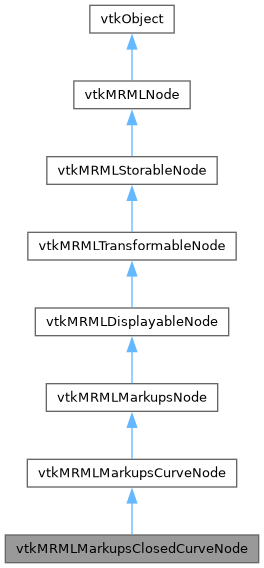 vtkObject
vtkMRMLNode
vtkMRMLStorableNode
vtkMRMLTransformableNode
vtkMRMLDisplayableNode
vtkMRMLMarkupsNode
vtkMRMLMarkupsCurveNode
vtkMRMLMarkupsClosedCurveNode